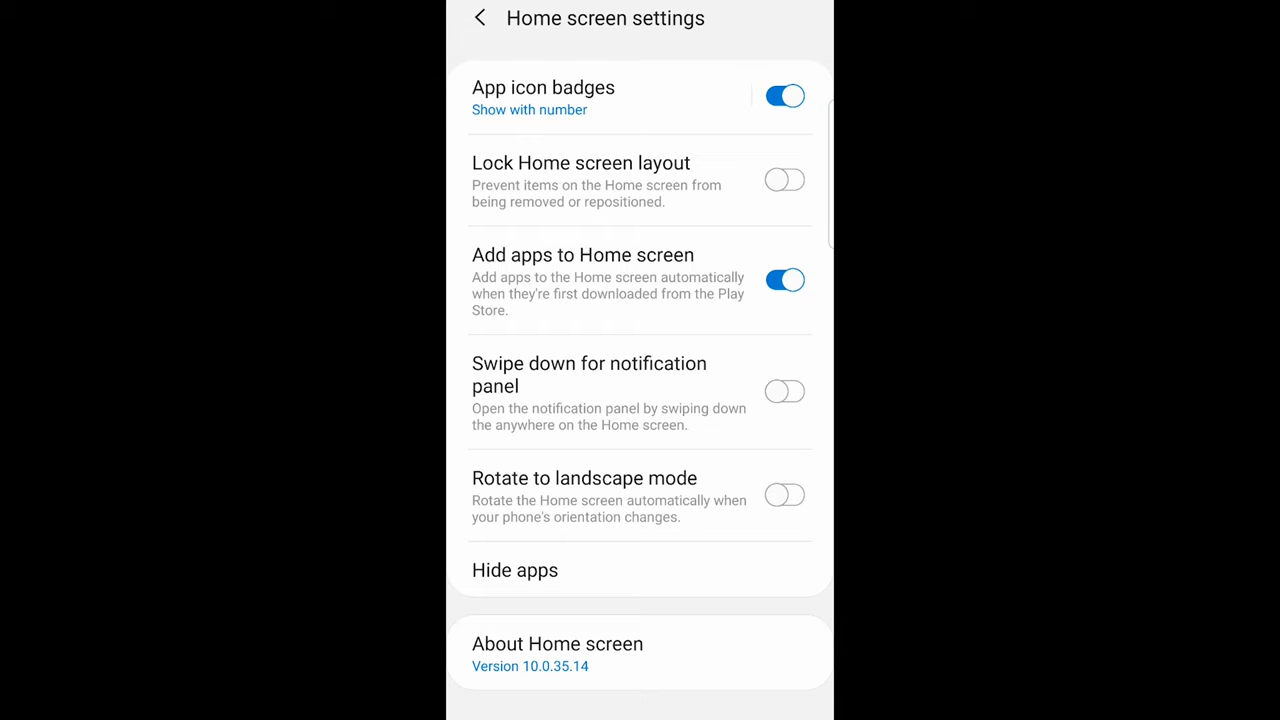 Home screen settings
App icon badges
Show with number
Lock Home screen layout
Prevent items on the Home screen from
being removed or repositioned.
Add apps to Home screen
Add apps to the Home screen automatically
when they're first downloaded from the Play
Store.
Swipe down for notification
panel
Open the notification panel by swiping down
the anywhere on the Home screen.
Rotate to landscape mode
Rotate the Home screen automatically when
your phone's orientation changes.
Hide apps
About Home screen
Version 10.0.35.14